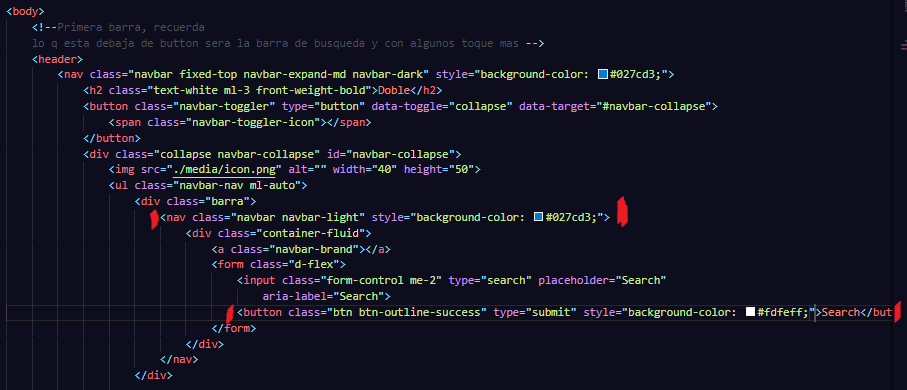 <body>
<!--Primera barra, recuerda
lo q esta debaja de button sera la barra de busqueda y con algunos toque mas -->
<header>
<nav class="navbar fixed-top navbar-expand-md navbar-dark" style="background-color: #027cd3;">
<h2 class="text-white ml-3 front-weight-bold">Doble</h2>
<button class="navbar-toggler" type="button" data-toggle="collapse" data-target="#navbar-collapse">
<span class="navbar-toggler-icon"></span>
</button>
<div class="collapse navbar-collapse" id="navbar-collapse">
<img src="./media/icon.png" alt="" width="40" height="50">
<ul class="navbar-nav ml-auto">
<div class="barra">
<nav class="navbar navbar-light" style="background-color: #027cd3;">
<div class="container-fluid">
<a class="navbar-brand"></a>
<form class="d-flex">
<input class="form-control me-2" type="search" placeholder="Search"
aria-label="Search">
<button class="btn btn-outline-success" type="submit" style="background-color: #fdfeff;">Search</but
</form>
</div>
</nav>
</div>